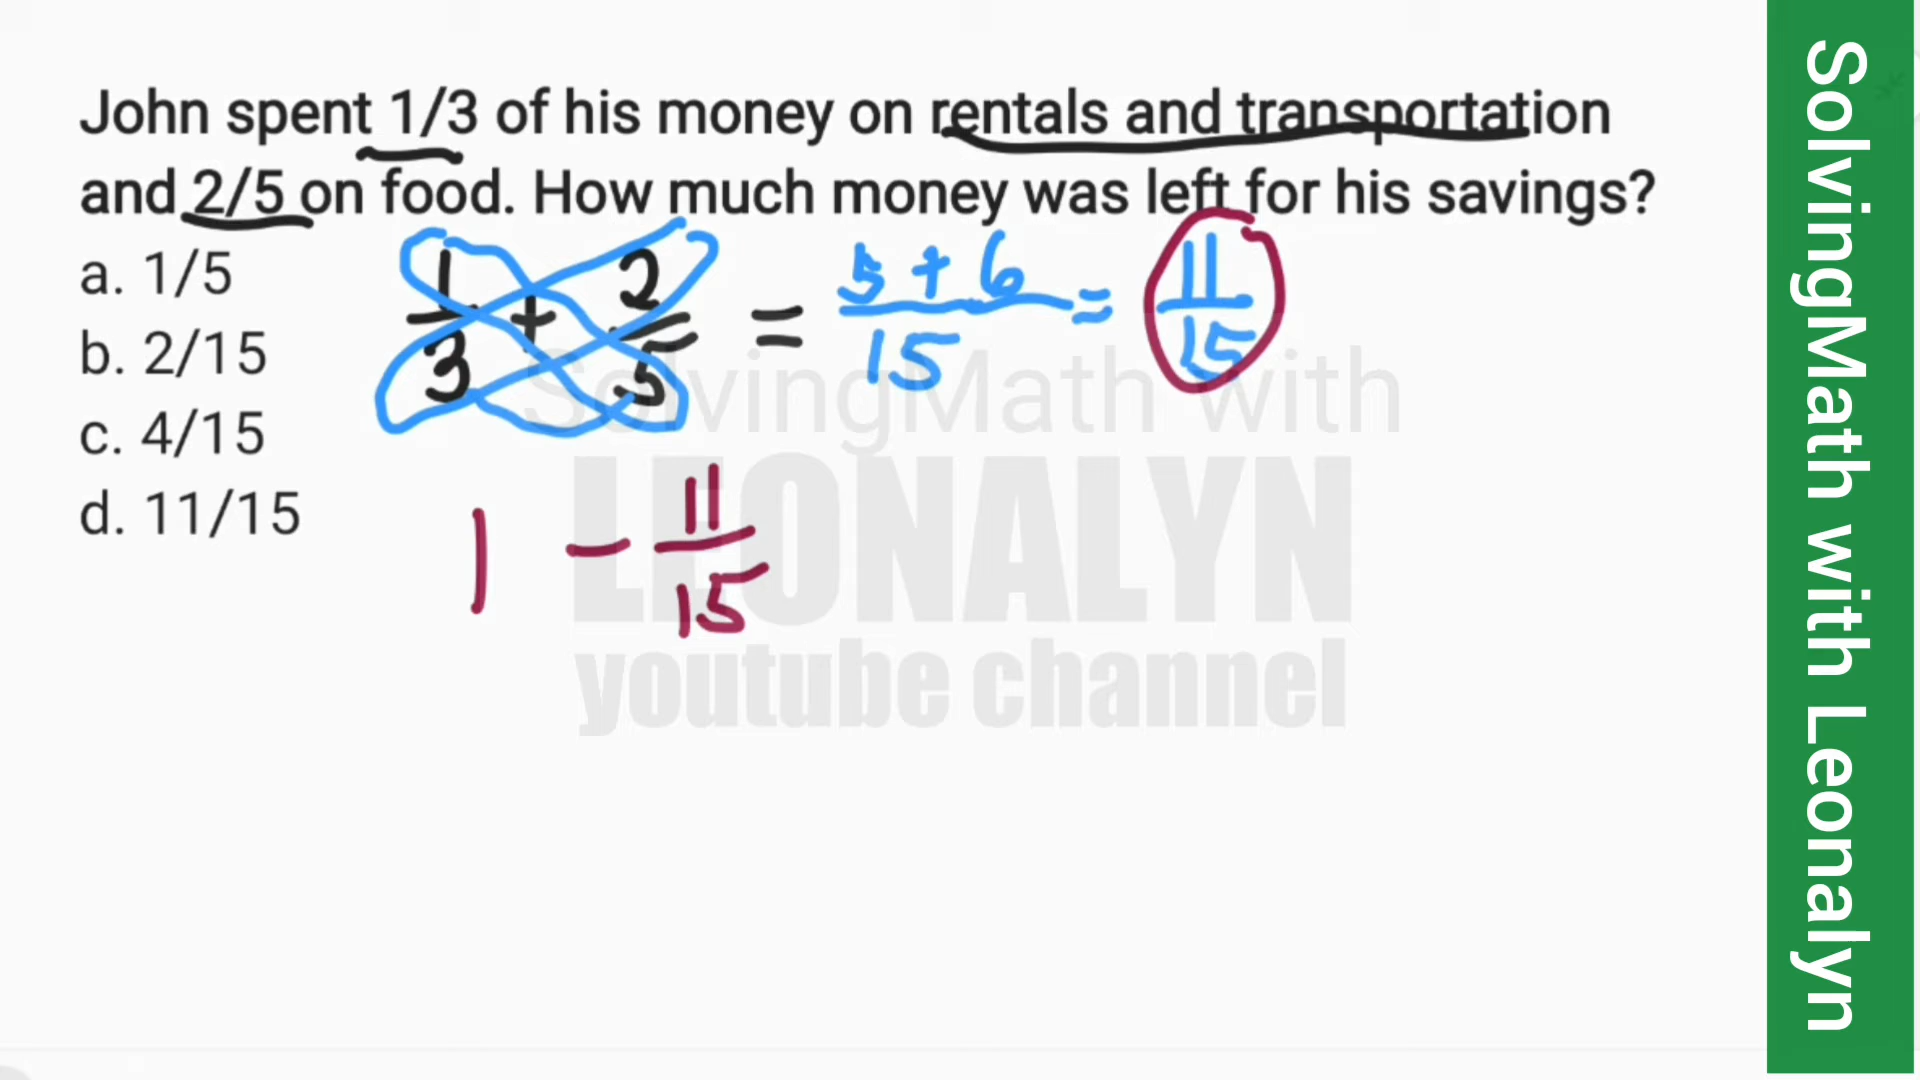 John spent 1/3 of his money on rentals and transportation
and 2/5 on food. How much money was left for his savings?
a. 1/5
b. 2/15
c. 4/15
d. 11/15
1/3 + 2/5 = 5 + 6/15 = 11/15
1 - 11/15
SolvingMath with
LEONALYN
youtube channel
SolvingMath with Leonalyn